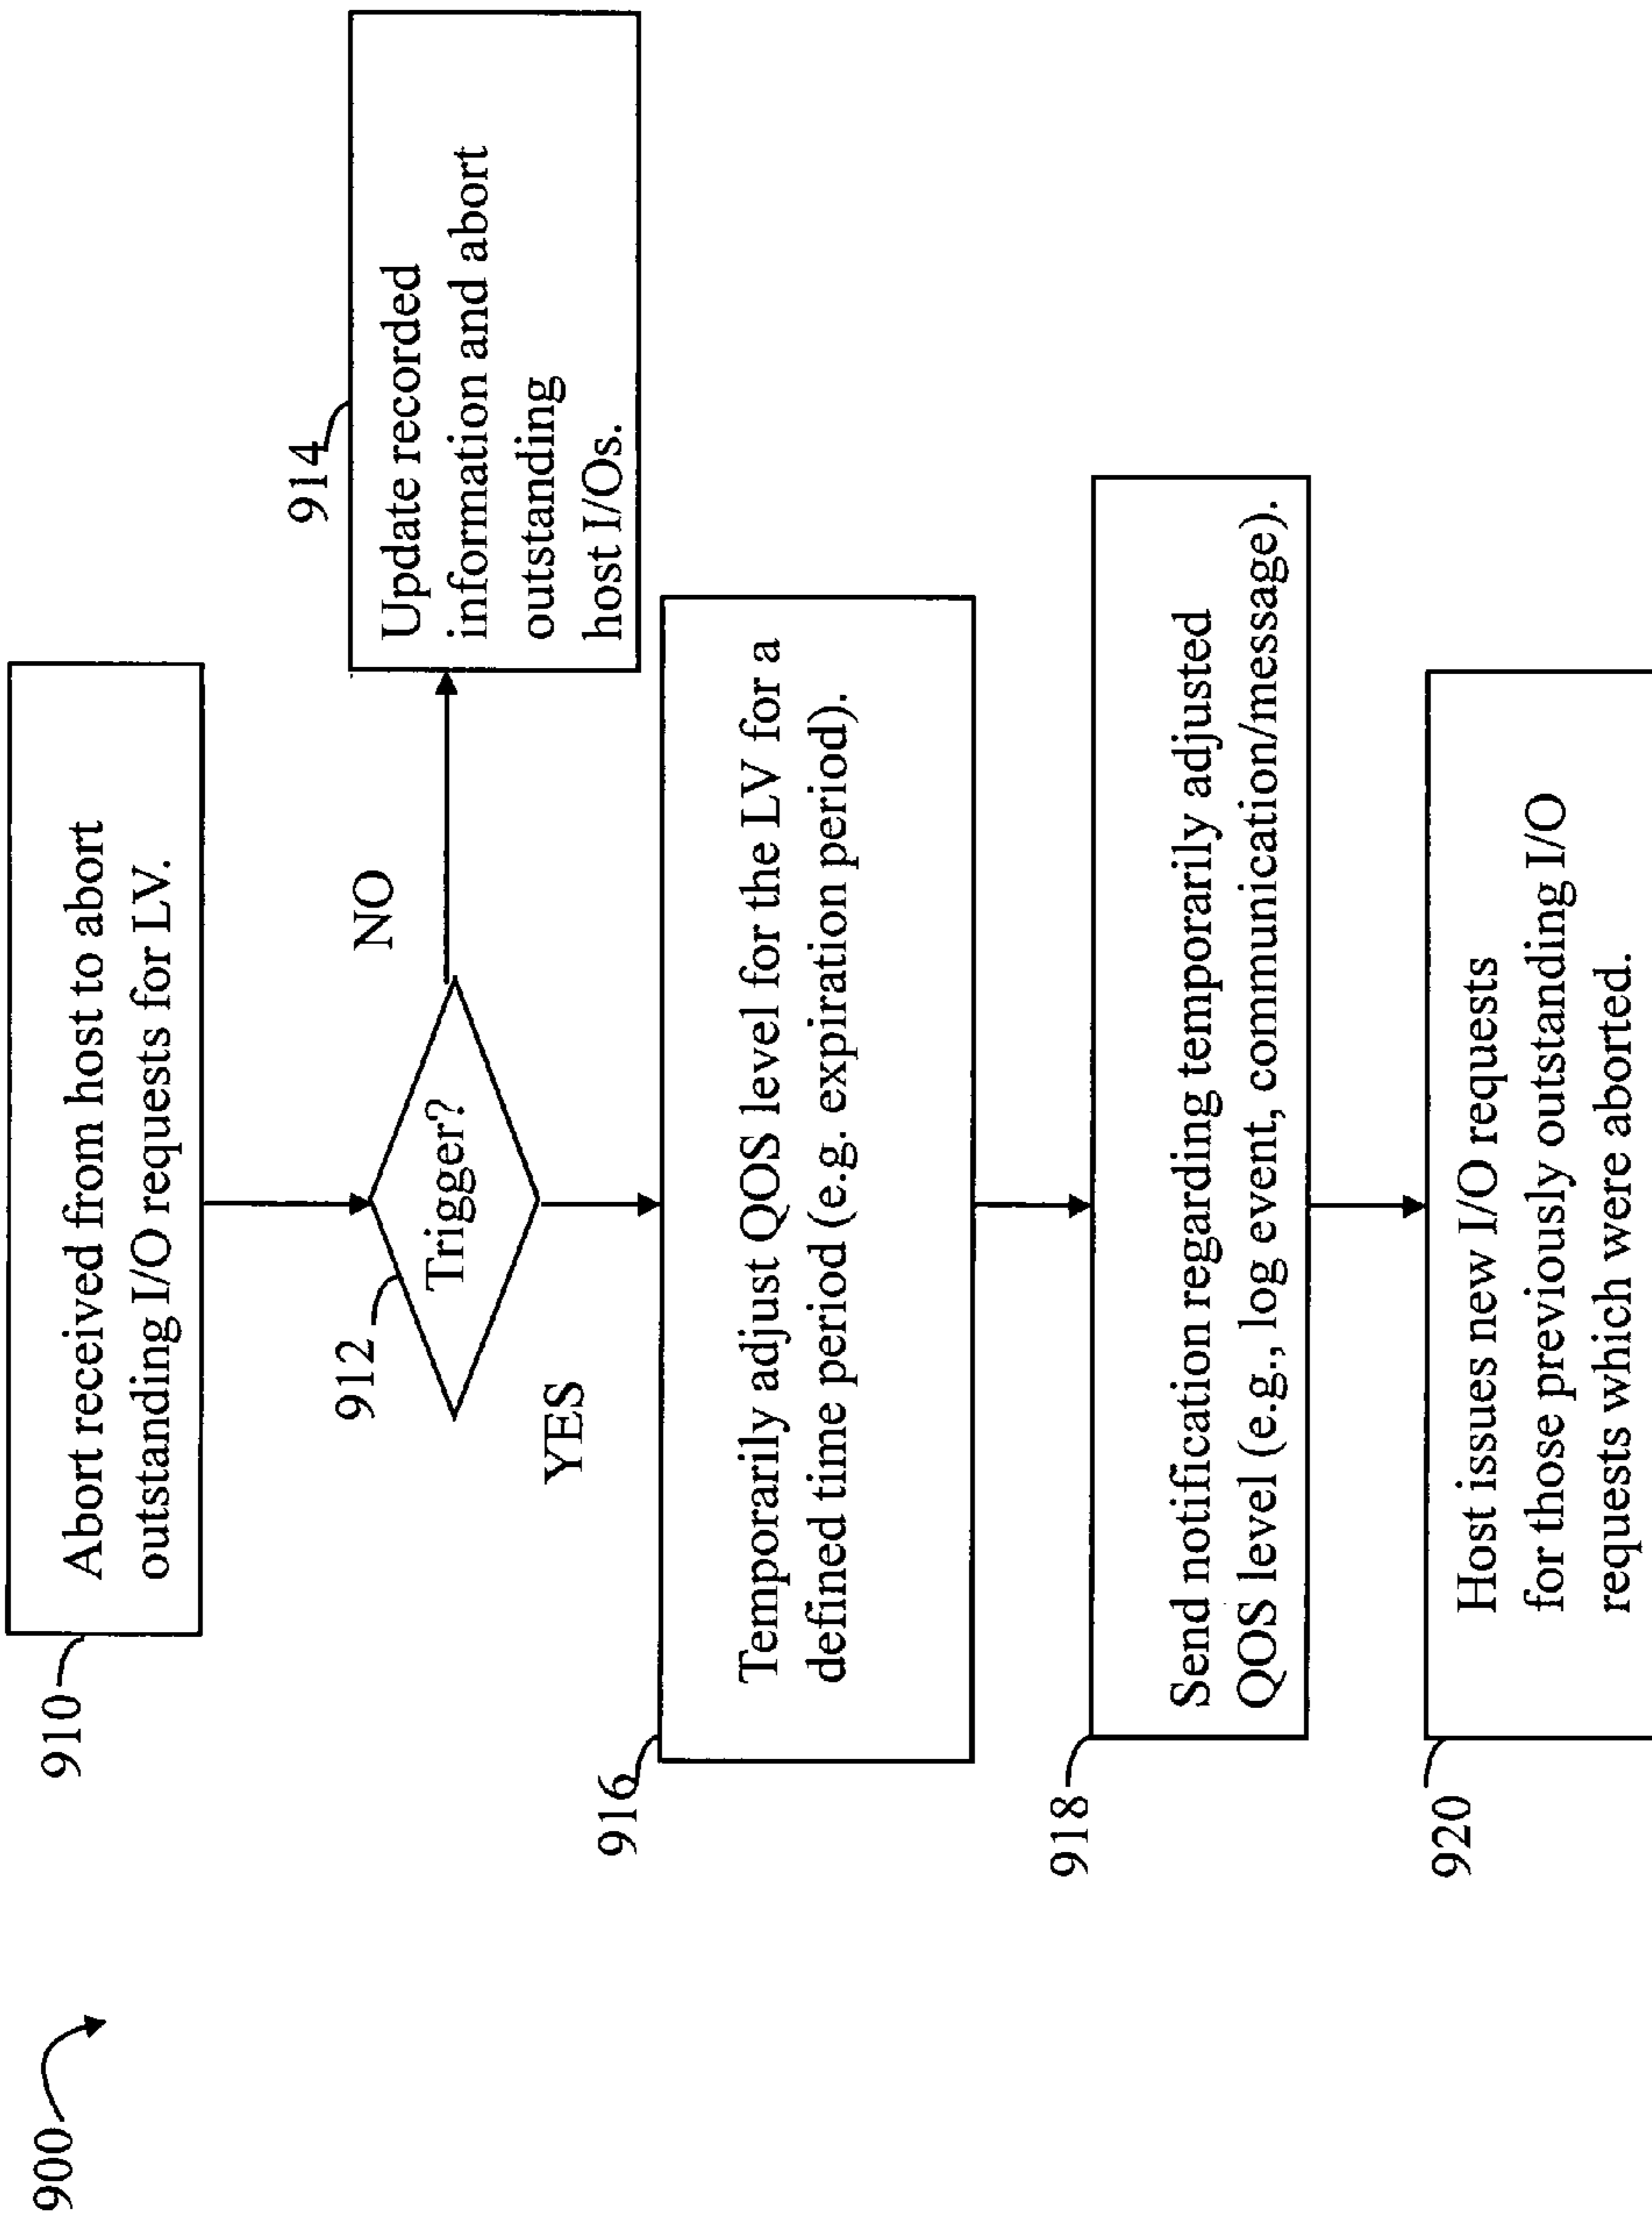 900
910
Abort received from host to abort
outstanding I/O requests for LV.
912
Trigger?
NO
914
Update recorded
information and abort
outstanding
host I/Os.
YES
916
Temporarily adjust QOS level for the LV for a
defined time period (e.g. expiration period).
918
Send notification regarding temporarily adjusted
QOS level (e.g., log event, communication/message).
920
Host issues new I/O requests
for those previously outstanding I/O
requests which were aborted.